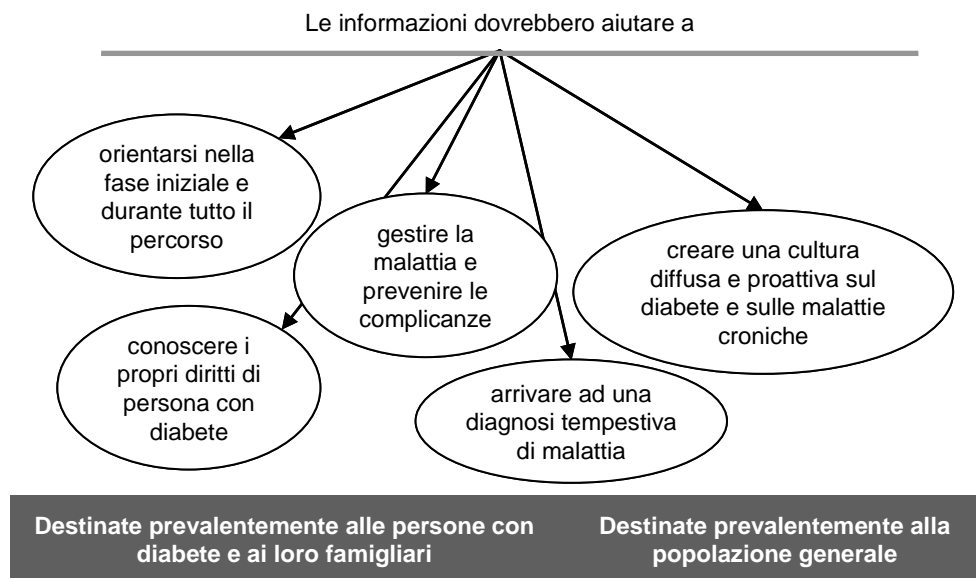 Le informazioni dovrebbero aiutare a
orientarsi nella
fase iniziale e
durante tutto il
percorso
gestire la
malattia e
prevenire le
complicanze
creare una cultura
diffusa e proattiva sul
diabete e sulle malattie
croniche
conoscere i
propri diritti di
persona con
diabete
arrivare ad una
diagnosi tempestiva
di malattia
Destinate prevalentemente alle persone con
diabete e ai loro famigliari
Destinate prevalentemente alla
popolazione generale